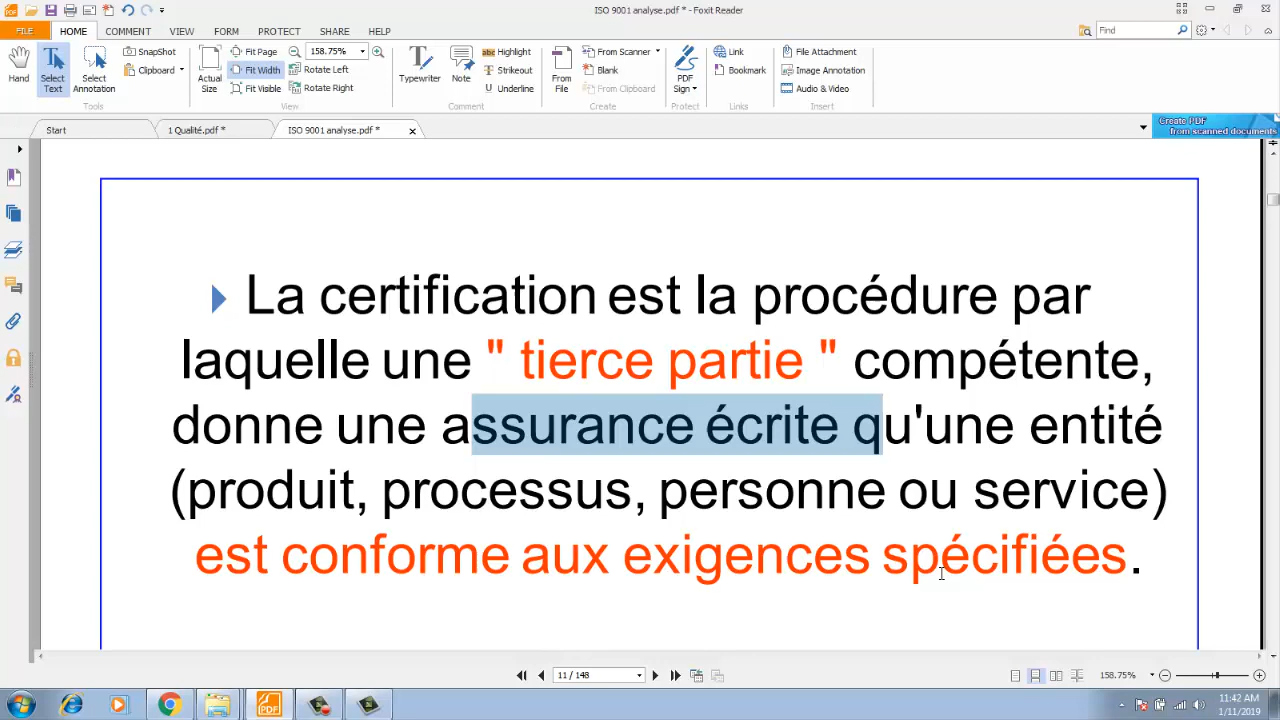 ISO 9001 analyse.pdf * - Foxit Reader
FILE HOME COMMENT VIEW FORM PROTECT SHARE HELP
Find
Hand
Select Text
Select Annotation
SnapShot
Clipboard
Tools
Actual Size
Fit Page
Fit Width
Fit Visible
158.75%
Rotate Left
Rotate Right
View
Typewriter
Note
Highlight
Strikeout
Underline
Comment
From File
From Scanner
Blank
From Clipboard
Create
PDF Sign
Protect
Link
Bookmark
Links
File Attachment
Image Annotation
Audio & Video
Insert
Start
1 Qualité.pdf *
ISO 9001 analyse.pdf *
Create PDF
from scanned documents
La certification est la procédure par
laquelle une " tierce partie " compétente,
donne une assurance écrite qu'une entité
(produit, processus, personne ou service)
est conforme aux exigences spécifiées.
11 / 148
158.75%
11:42 AM
1/11/2019